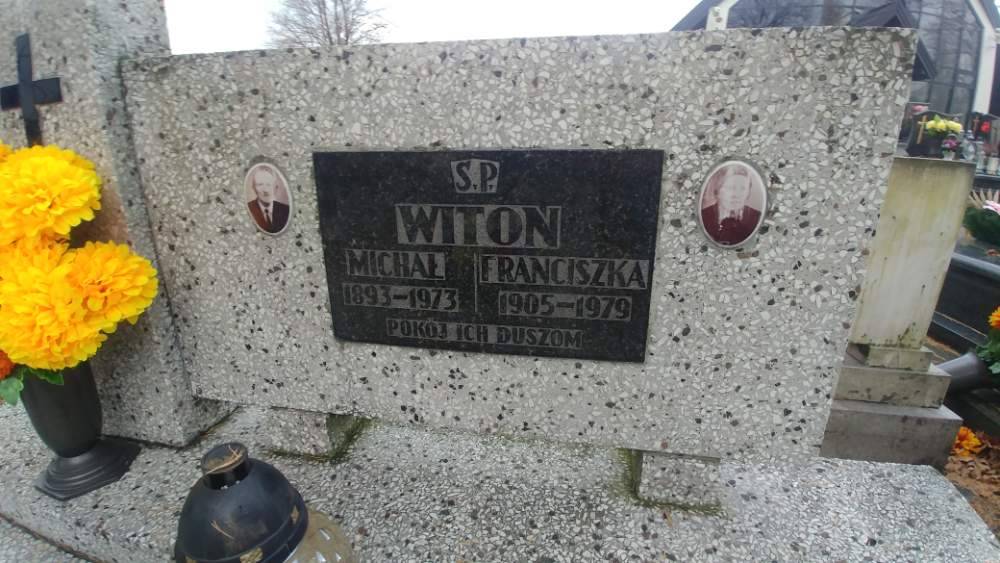 S.P.
WITON
MICHAŁ FRANCISZKA
1893-1973 1905-1979
POKÓJ ICH DUSZOM